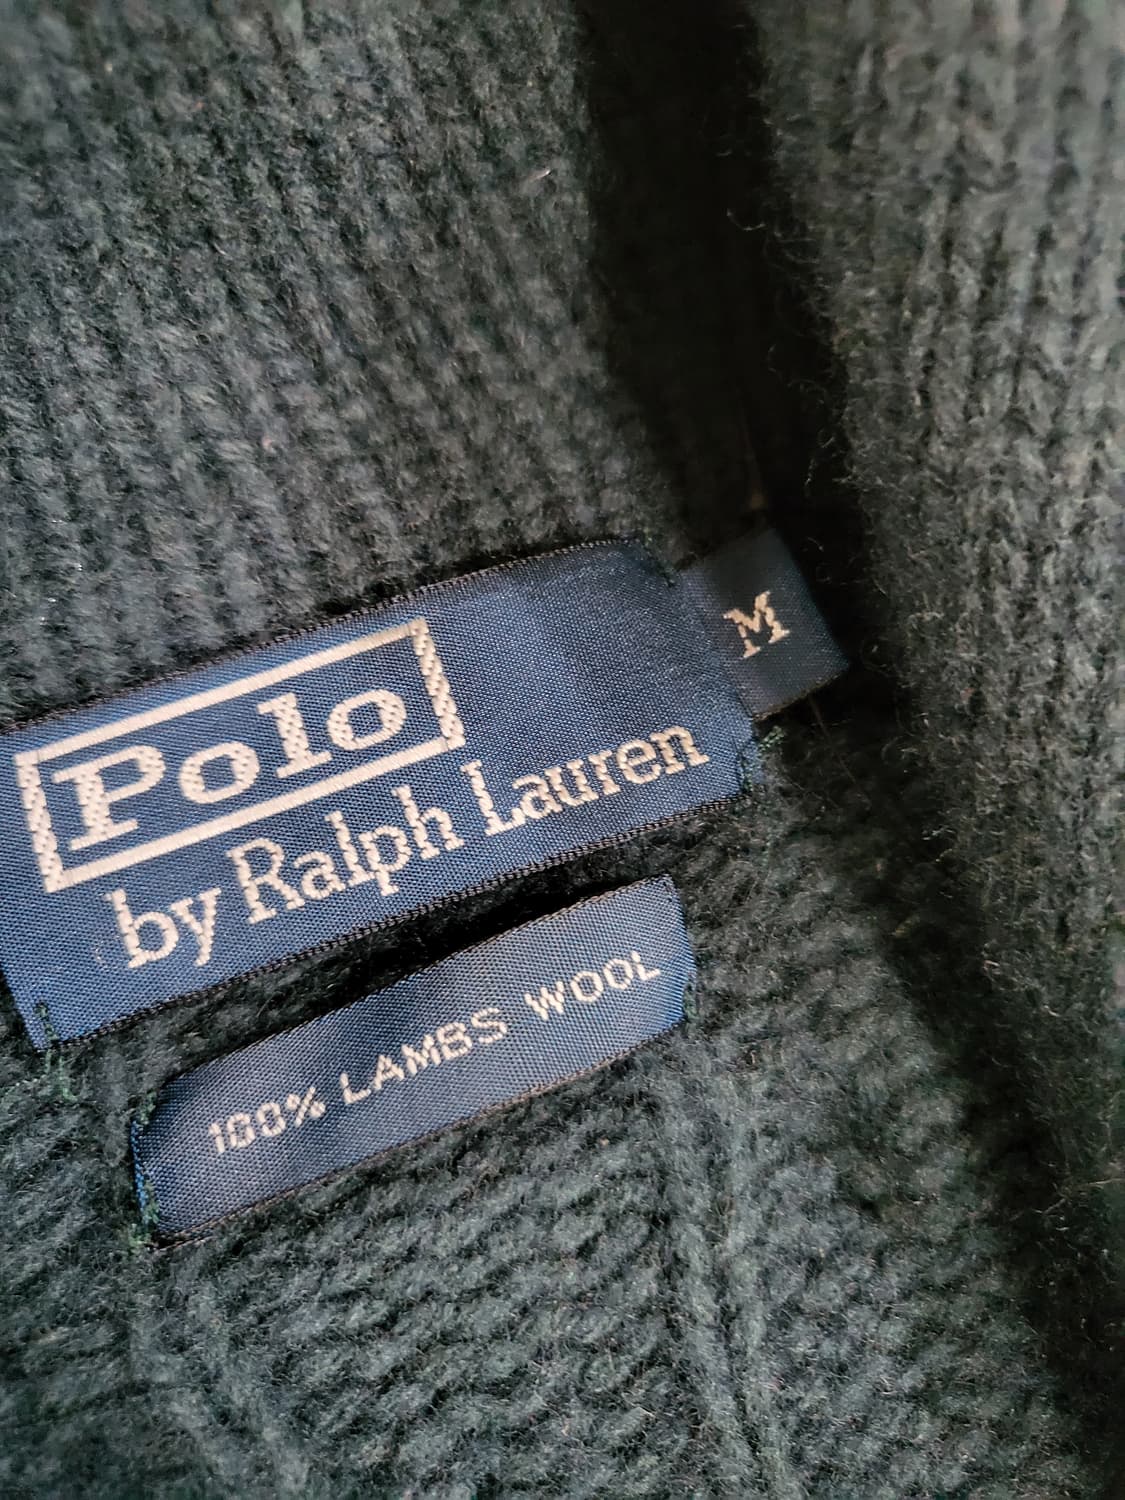 Polo
by Ralph Lauren
M
100% LAMBS WOOL